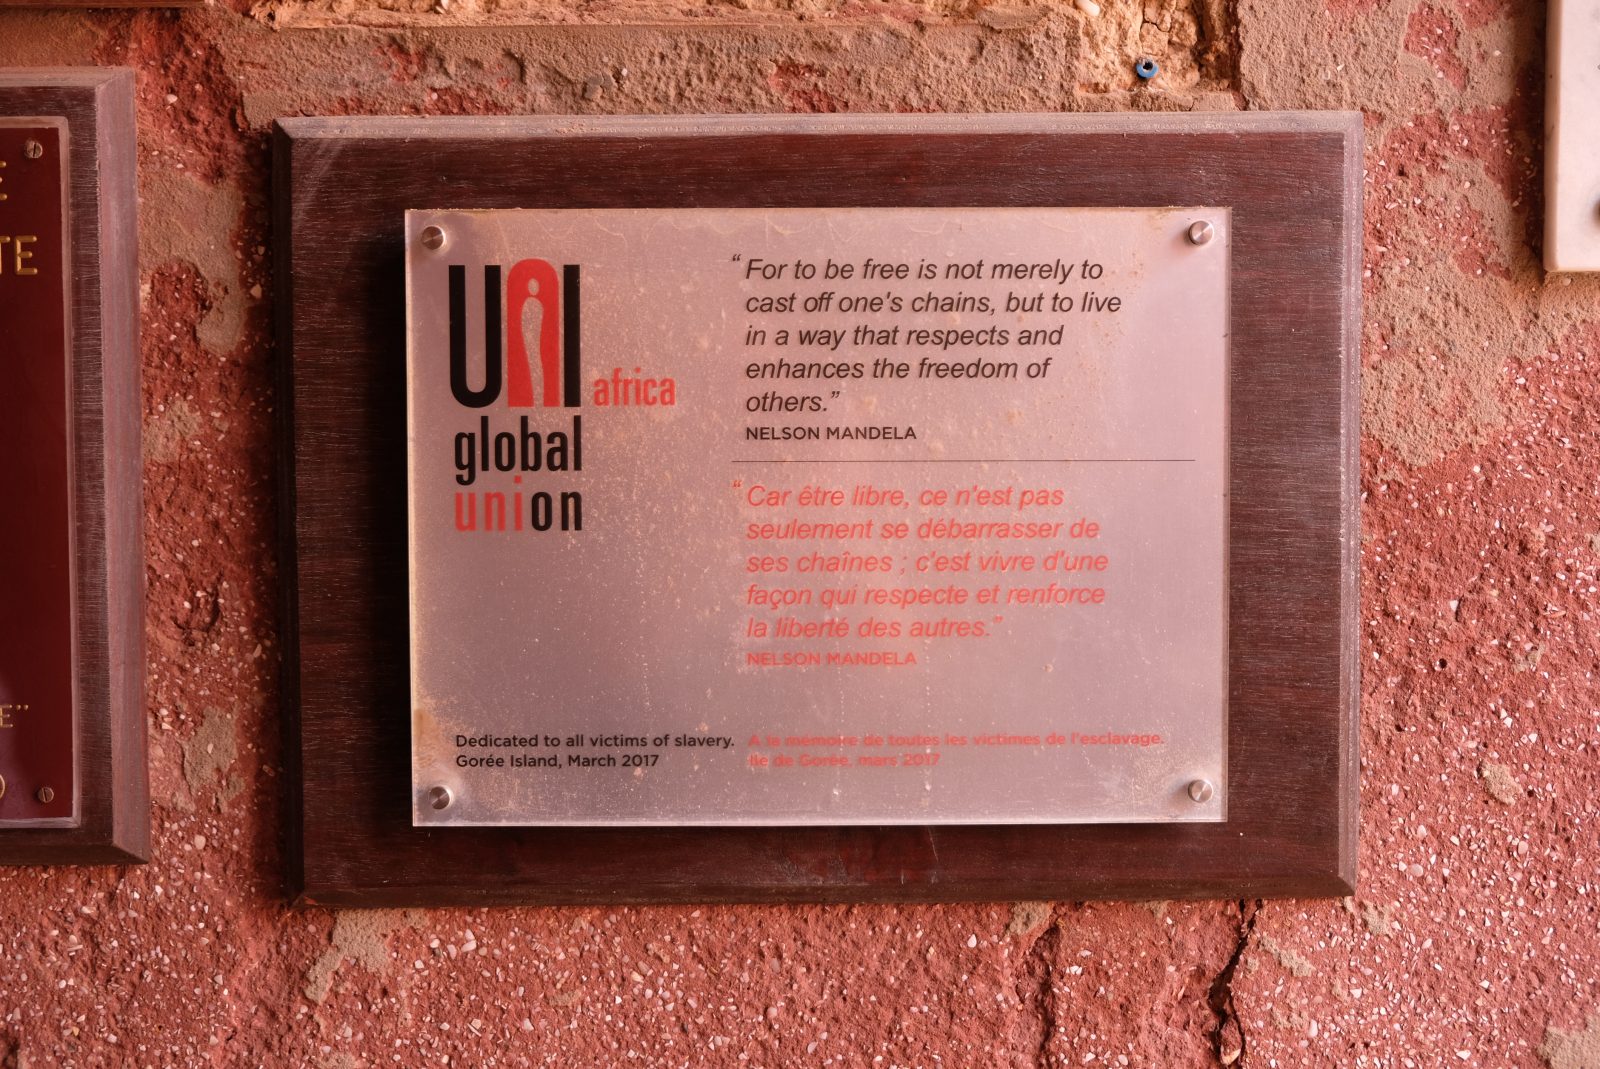 UNI africa
global
union
“ For to be free is not merely to
cast off one's chains, but to live
in a way that respects and
enhances the freedom of
others.”
NELSON MANDELA
“ Car être libre, ce n'est pas
seulement se débarrasser de
ses chaînes ; c'est vivre d'une
façon qui respecte et renforce
la liberté des autres.”
NELSON MANDELA
Dedicated to all victims of slavery.
Gorée Island, March 2017
A la mémoire de toutes les victimes de l'esclavage.
Ile de Gorée, mars 2017